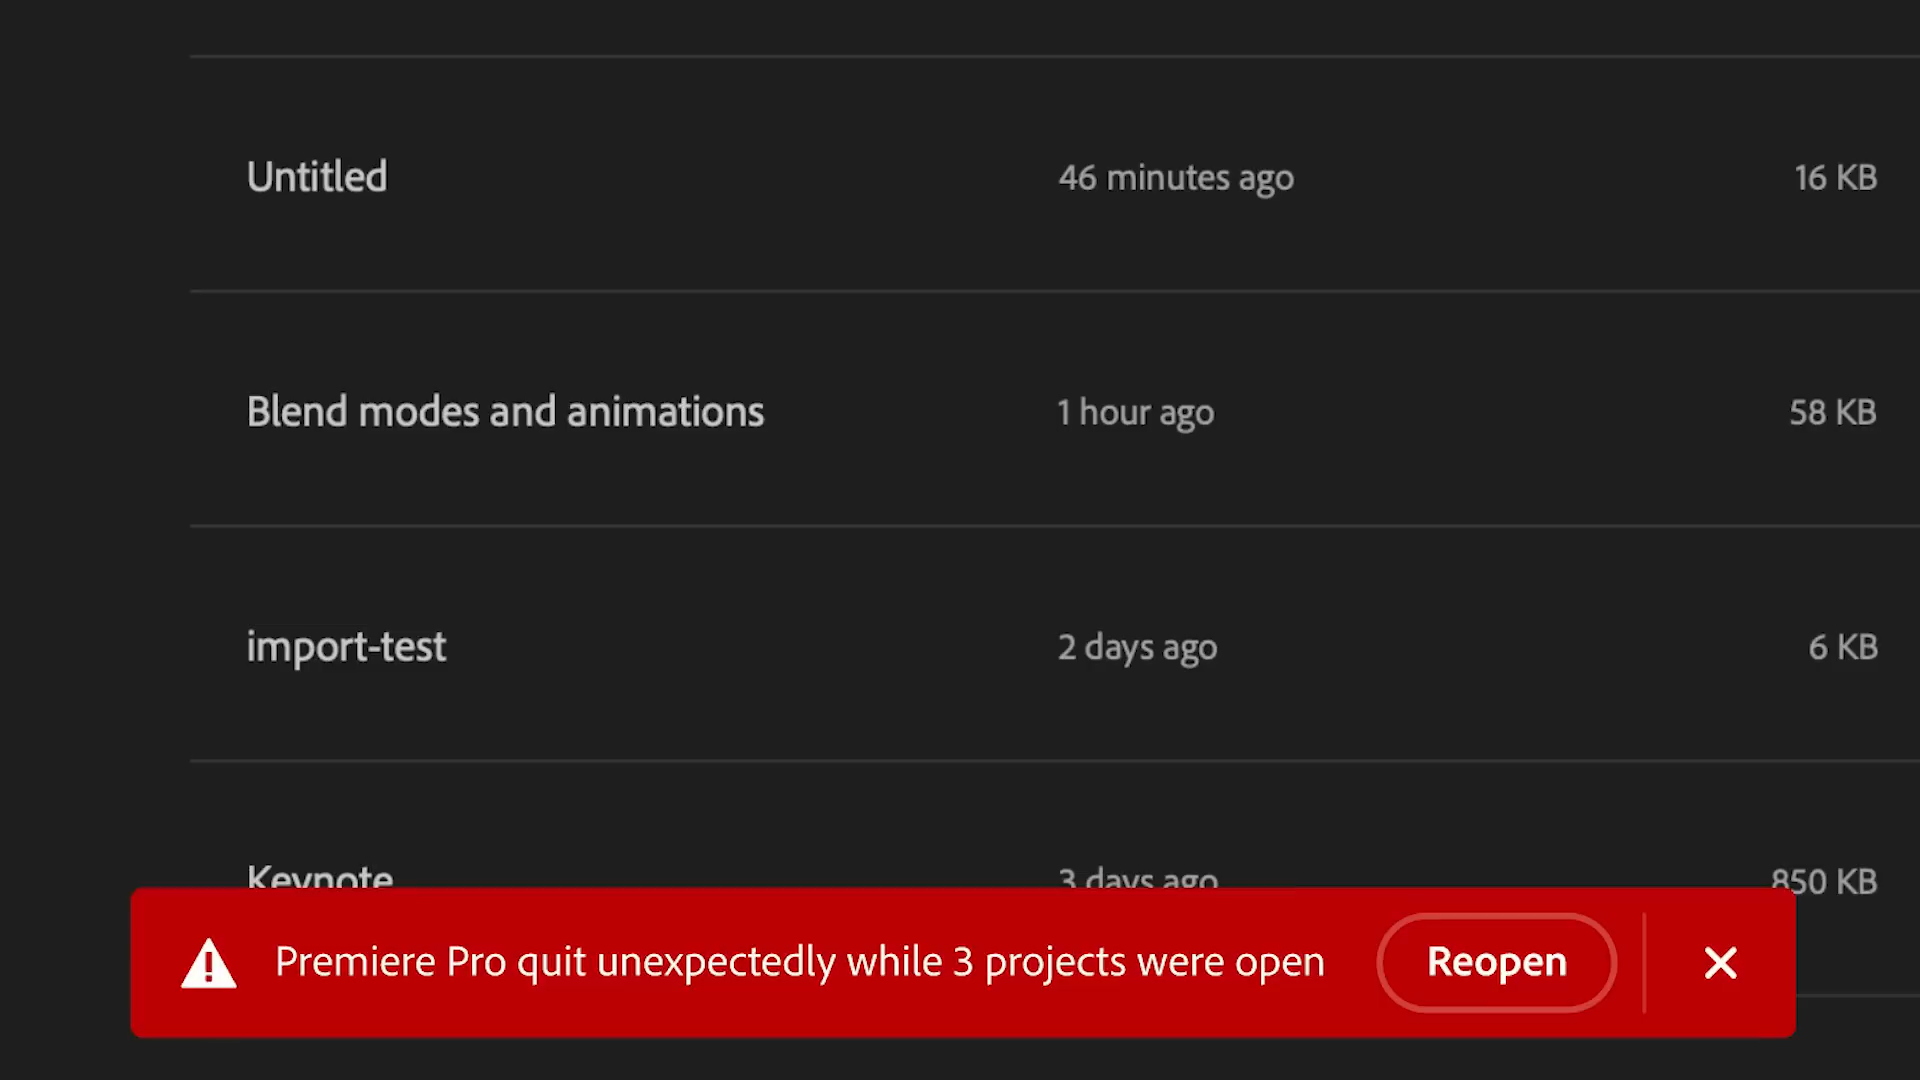 Untitled 46 minutes ago 16 KB
Blend modes and animations 1 hour ago 58 KB
import-test 2 days ago 6 KB
Keynote 3 days ago 850 KB
Premiere Pro quit unexpectedly while 3 projects were open Reopen